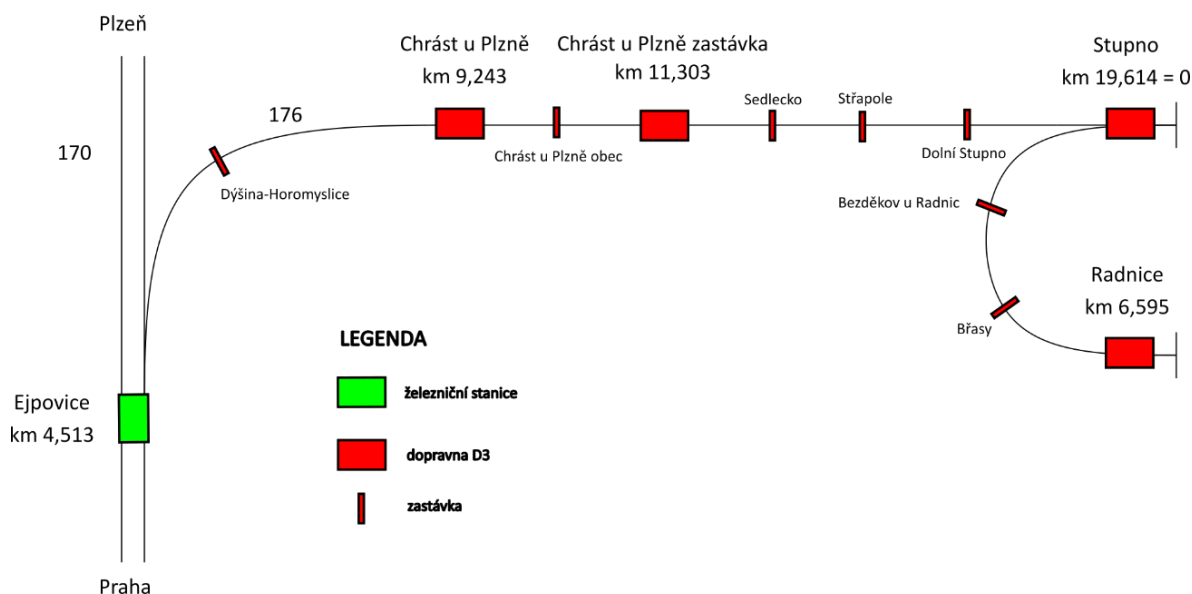 Plzeň
Chrást u Plzně
km 9,243
Chrást u Plzně zastávka
km 11,303
Stupno
km 19,614 = 0
176
170
Dýšina-Horomyslice
Chrást u Plzně obec
Sedlecko
Střapole
Dolní Stupno
Bezděkov u Radnic
Radnice
km 6,595
Břasy
LEGENDA
železniční stanice
dopravna D3
zastávka
Ejpovice
km 4,513
Praha